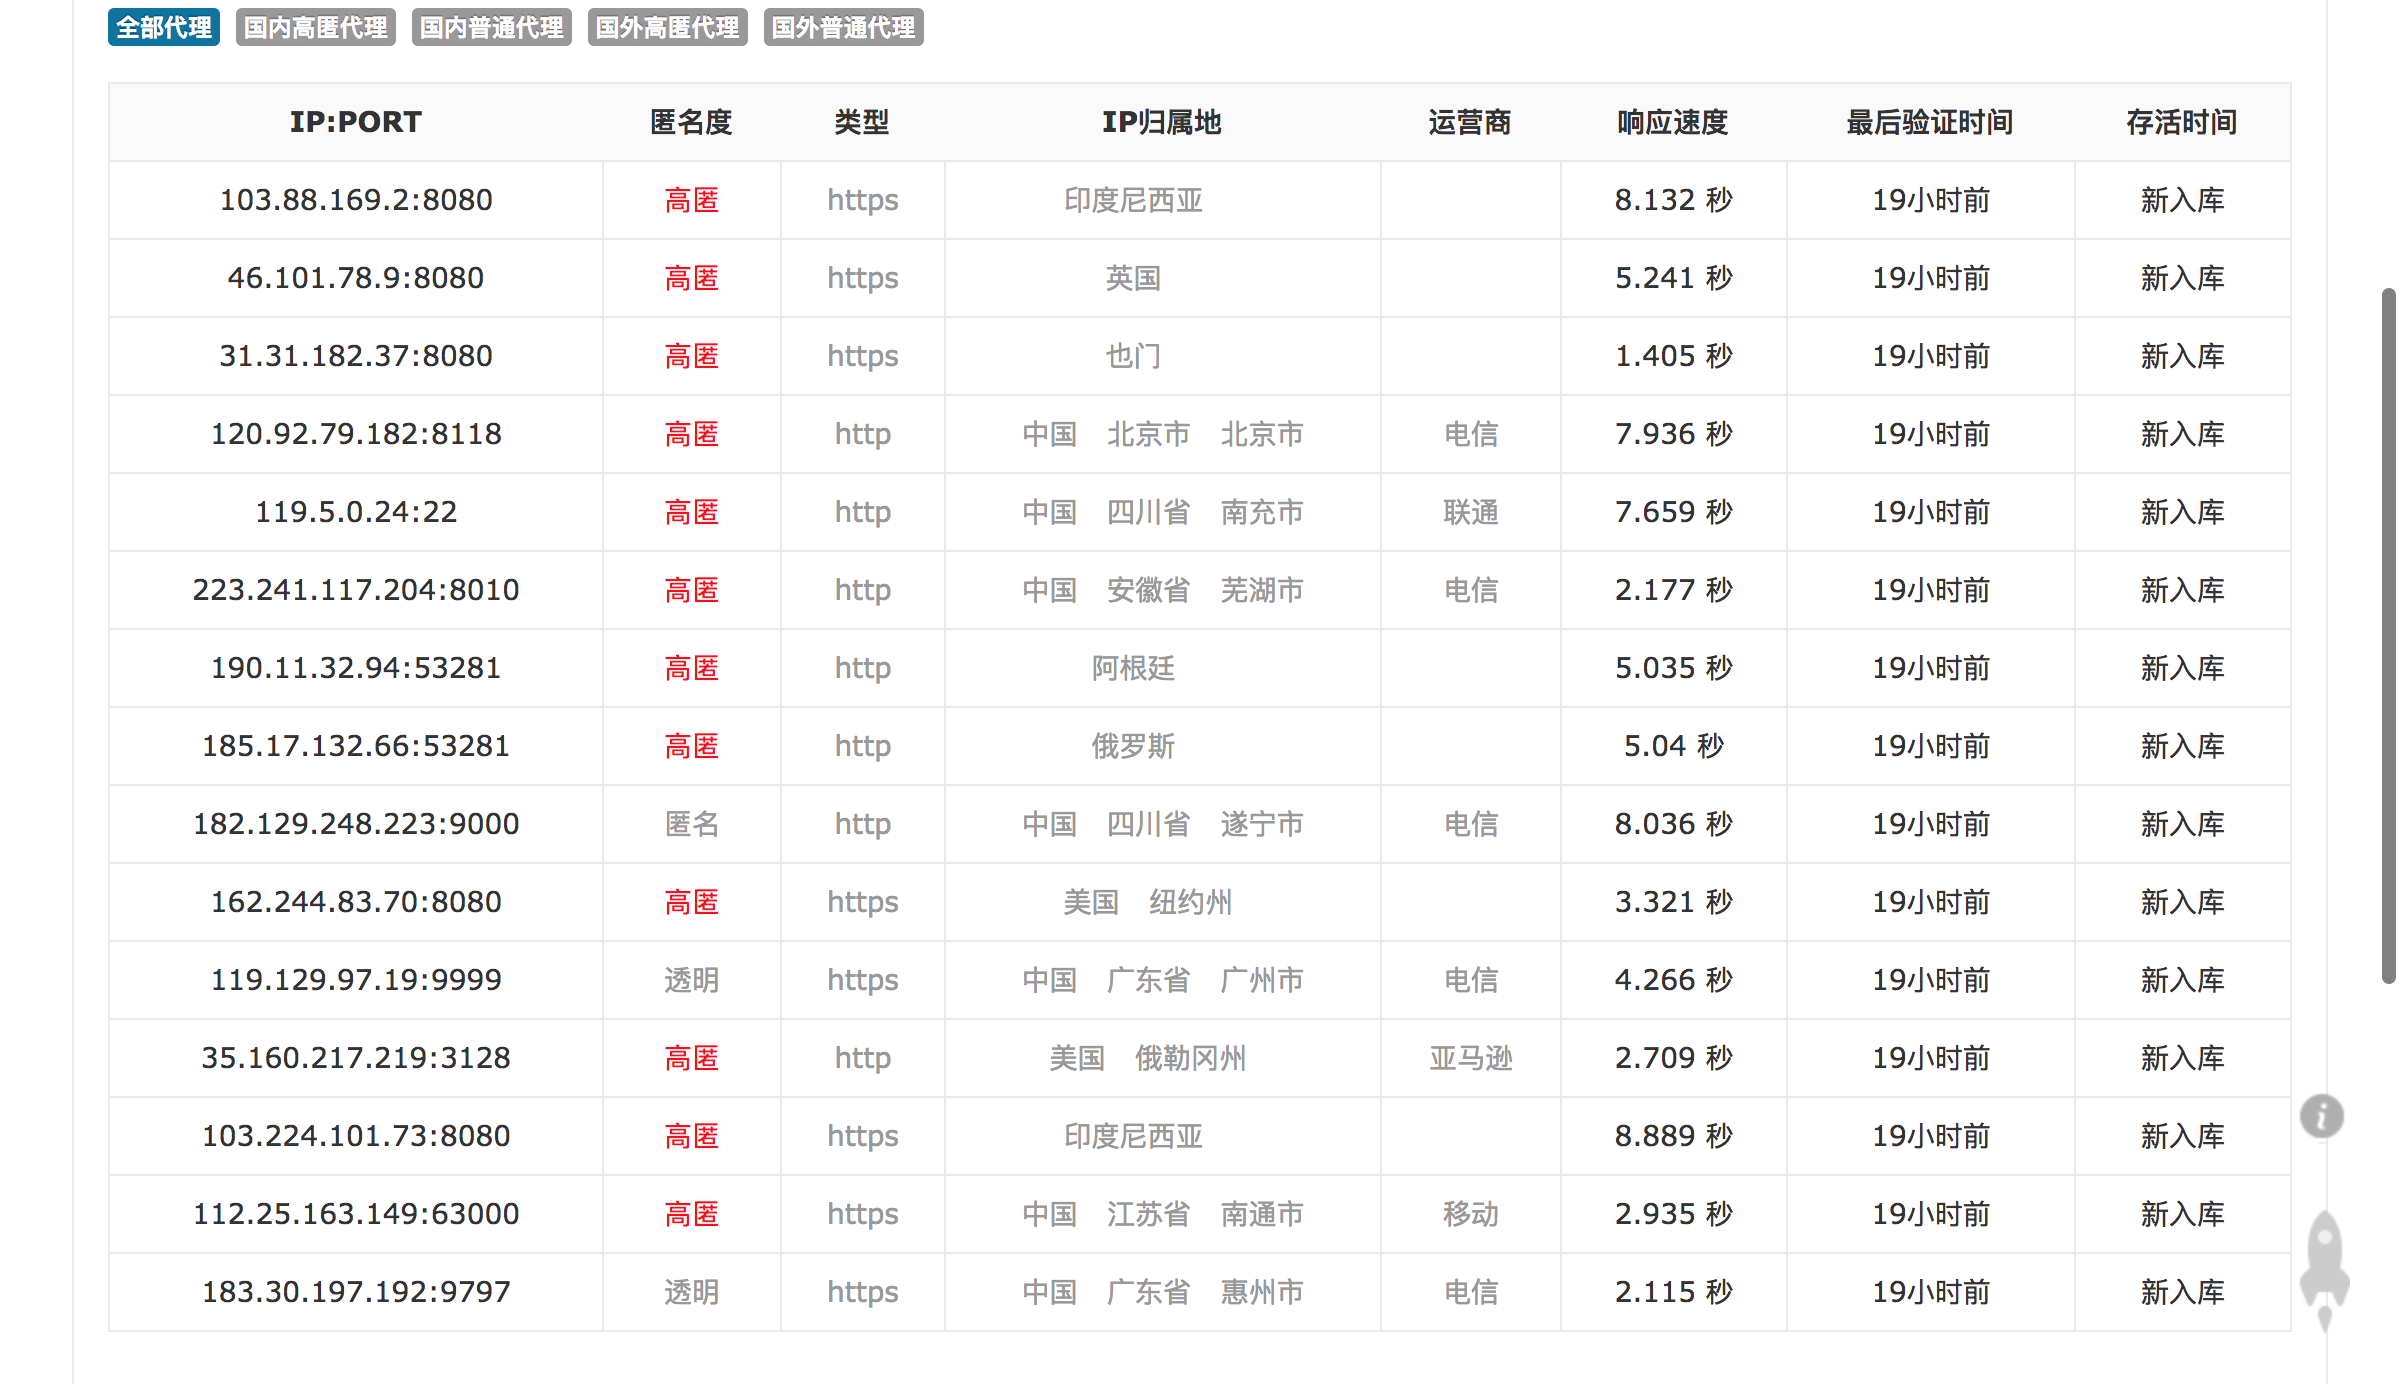 全部代理 国内高匿代理 国内普通代理 国外高匿代理 国外普通代理
IP:PORT 匿名度 类型 IP归属地 运营商 响应速度 最后验证时间 存活时间
103.88.169.2:8080 高匿 https 印度尼西亚 8.132 秒 19小时前 新入库
46.101.78.9:8080 高匿 https 英国 5.241 秒 19小时前 新入库
31.31.182.37:8080 高匿 https 也门 1.405 秒 19小时前 新入库
120.92.79.182:8118 高匿 http 中国 北京市 北京市 电信 7.936 秒 19小时前 新入库
119.5.0.24:22 高匿 http 中国 四川省 南充市 联通 7.659 秒 19小时前 新入库
223.241.117.204:8010 高匿 http 中国 安徽省 芜湖市 电信 2.177 秒 19小时前 新入库
190.11.32.94:53281 高匿 http 阿根廷 5.035 秒 19小时前 新入库
185.17.132.66:53281 高匿 http 俄罗斯 5.04 秒 19小时前 新入库
182.129.248.223:9000 匿名 http 中国 四川省 遂宁市 电信 8.036 秒 19小时前 新入库
162.244.83.70:8080 高匿 https 美国 纽约州 3.321 秒 19小时前 新入库
119.129.97.19:9999 透明 https 中国 广东省 广州市 电信 4.266 秒 19小时前 新入库
35.160.217.219:3128 高匿 http 美国 俄勒冈州 亚马逊 2.709 秒 19小时前 新入库
103.224.101.73:8080 高匿 https 印度尼西亚 8.889 秒 19小时前 新入库
112.25.163.149:63000 高匿 https 中国 江苏省 南通市 移动 2.935 秒 19小时前 新入库
183.30.197.192:9797 透明 https 中国 广东省 惠州市 电信 2.115 秒 19小时前 新入库